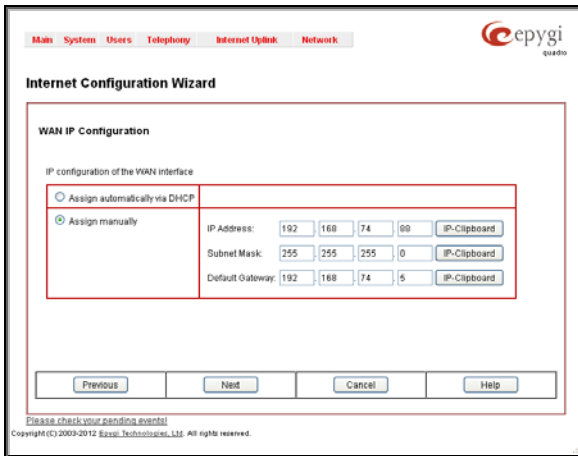 Main System Users Telephony Internet Uplink Network
epygi
quadro
Internet Configuration Wizard
WAN IP Configuration
IP configuration of the WAN interface
Assign automatically via DHCP
Assign manually
IP Address: 192 . 168 . 74 . 88 IP-Clipboard
Subnet Mask: 255 . 255 . 255 . 0 IP-Clipboard
Default Gateway: 192 . 168 . 74 . 5 IP-Clipboard
Previous Next Cancel Help
Please check your pending events!
Copyright (C) 2003-2012 Epygi Technologies, Ltd. All rights reserved.